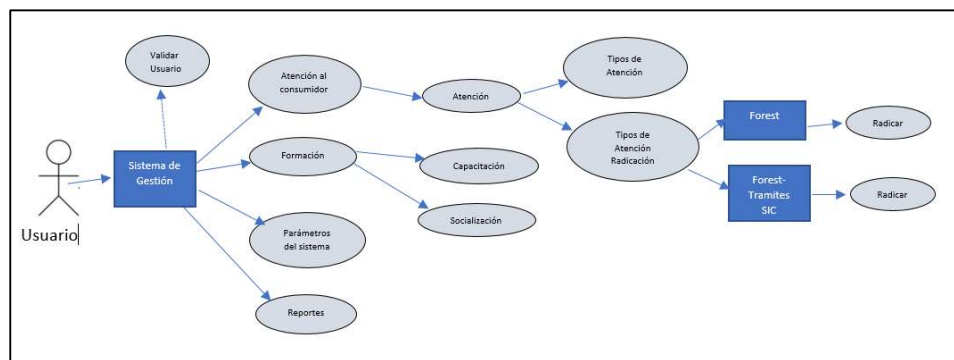 Validar
Usuario
Atención al
consumidor
Tipos de
Atención
Atención
Forest
Radicar
Tipos de
Atención
Radicación
Sistema de
Gestión
Formación
Capacitación
Forest-
Tramites
SIC
Radicar
Socialización
Usuario
Parámetros
del sistema
Reportes